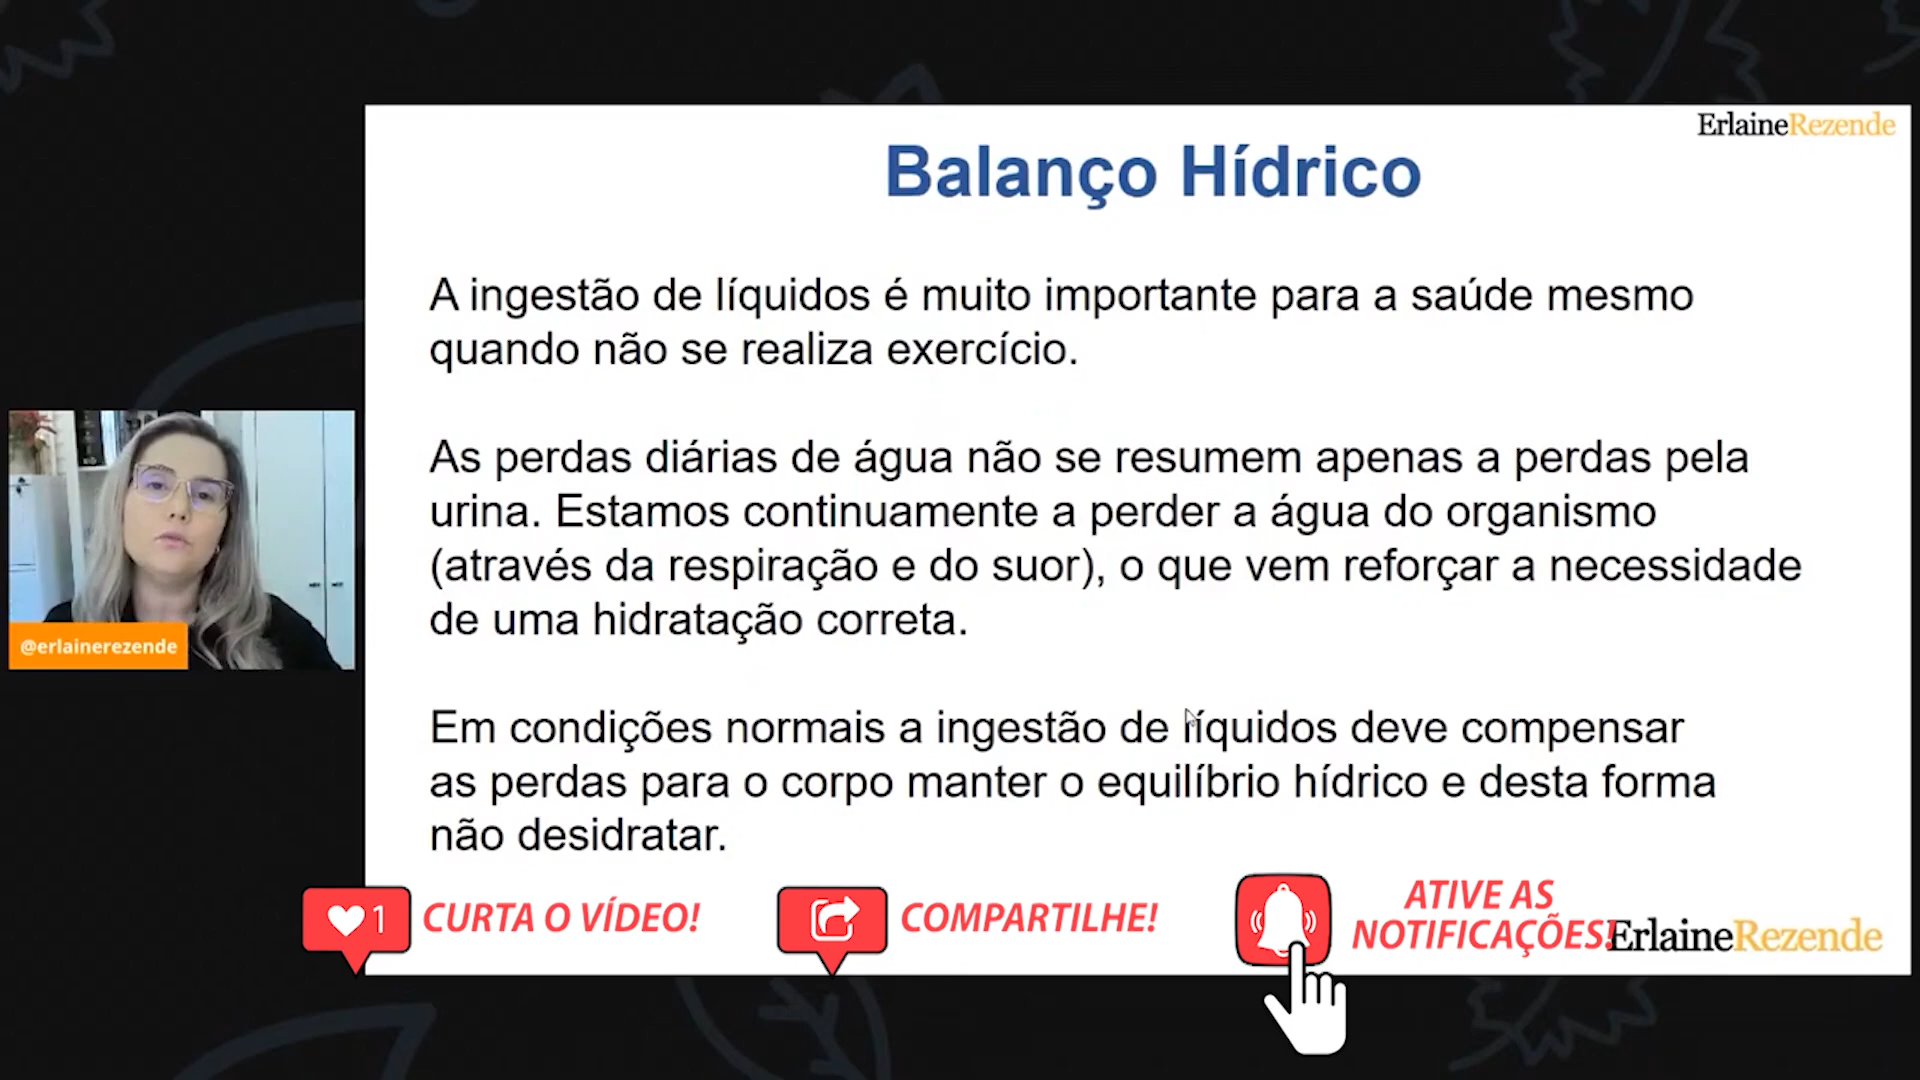 ErlaineRezende
Balanço Hídrico
A ingestão de líquidos é muito importante para a saúde mesmo
quando não se realiza exercício.
As perdas diárias de água não se resumem apenas a perdas pela
urina. Estamos continuamente a perder a água do organismo
(através da respiração e do suor), o que vem reforçar a necessidade
de uma hidratação correta.
Em condições normais a ingestão de líquidos deve compensar
as perdas para o corpo manter o equilíbrio hídrico e desta forma
não desidratar.
@erlainerezende
1
CURTA O VÍDEO!
COMPARTILHE!
ATIVE AS
NOTIFICAÇÕES!
ErlaineRezende